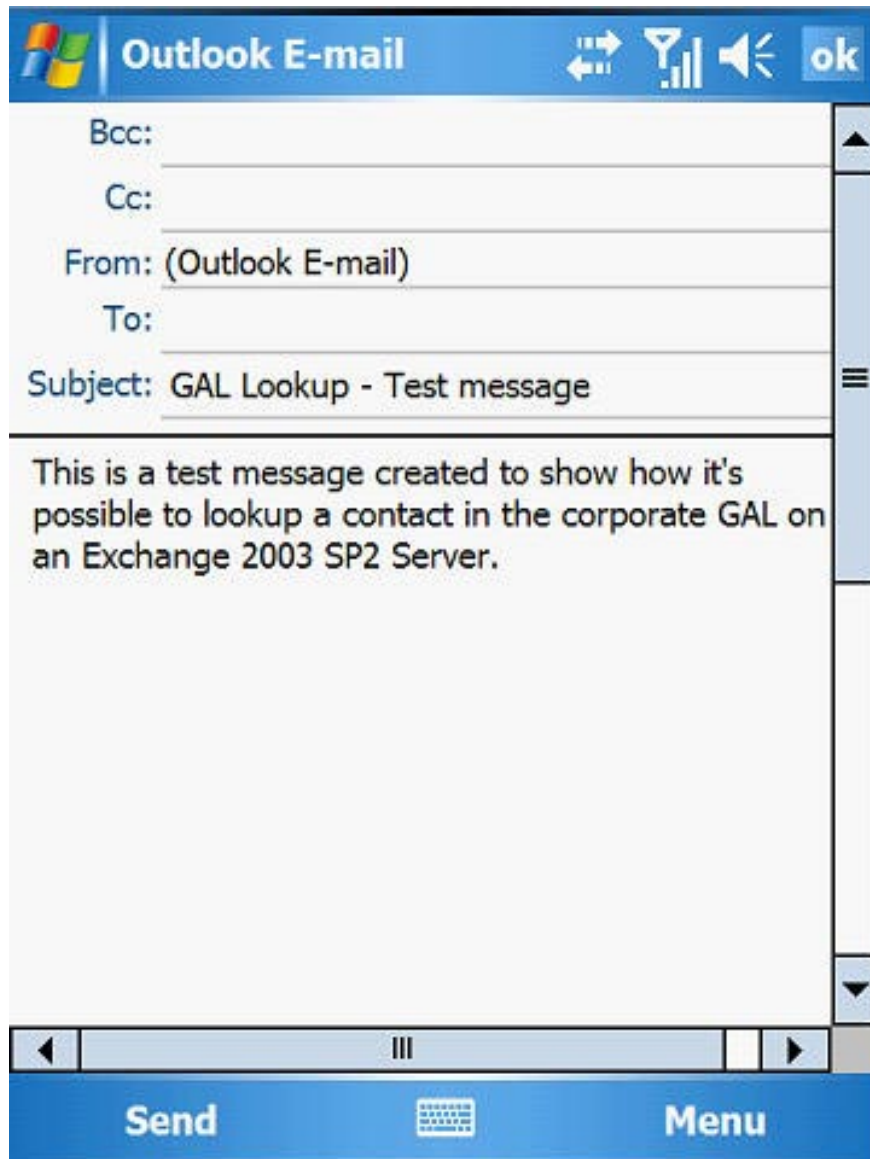 Outlook E-mail ok
Bcc:
Cc:
From: (Outlook E-mail)
To:
Subject: GAL Lookup - Test message
This is a test message created to show how it's
possible to lookup a contact in the corporate GAL on
an Exchange 2003 SP2 Server.
Send Menu